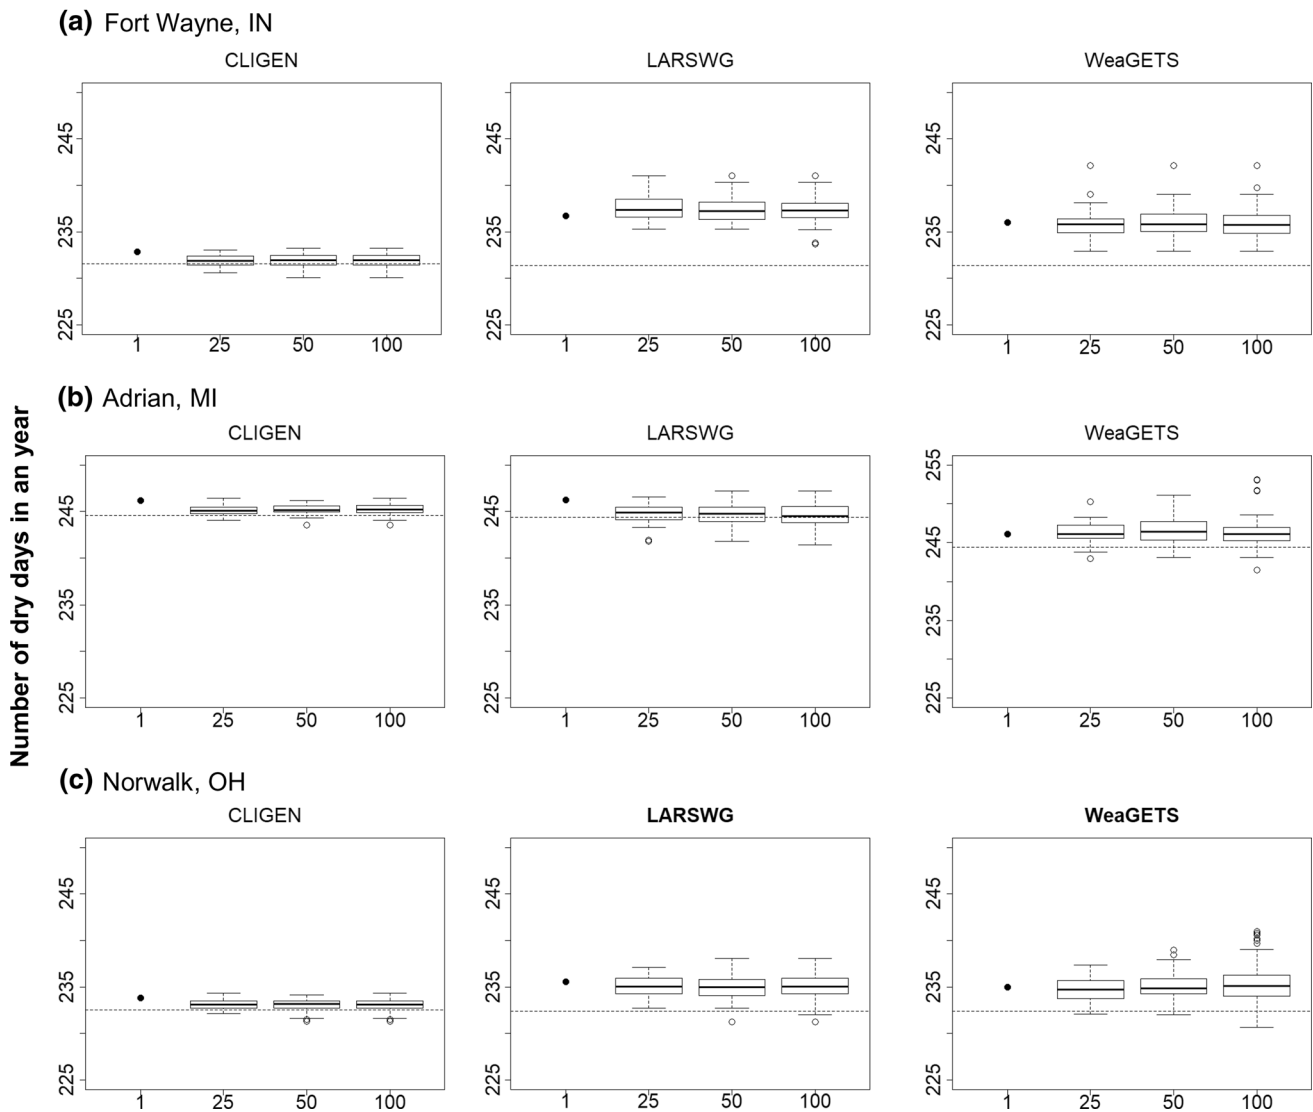 (a) Fort Wayne, IN
CLIGEN LARSWG WeaGETS
245 245 245
235 235 235
225 225 225
1 25 50 100 1 25 50 100 1 25 50 100
(b) Adrian, MI
CLIGEN LARSWG WeaGETS
255
245 245 245
235 235 235
225 225 225
1 25 50 100 1 25 50 100 1 25 50 100
Number of dry days in an year
(c) Norwalk, OH
CLIGEN LARSWG WeaGETS
245 245 245
235 235 235
225 225 225
1 25 50 100 1 25 50 100 1 25 50 100